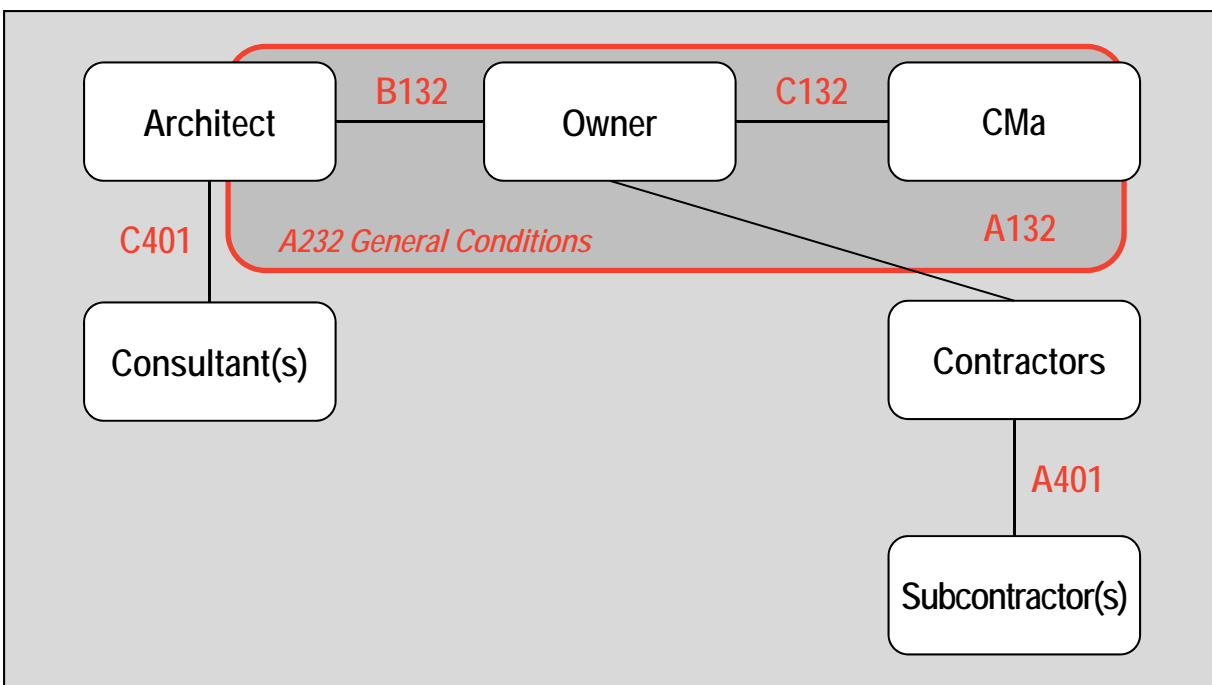 B132
C132
Architect
Owner
CMa
C401
A232 General Conditions
A132
Consultant(s)
Contractors
A401
Subcontractor(s)